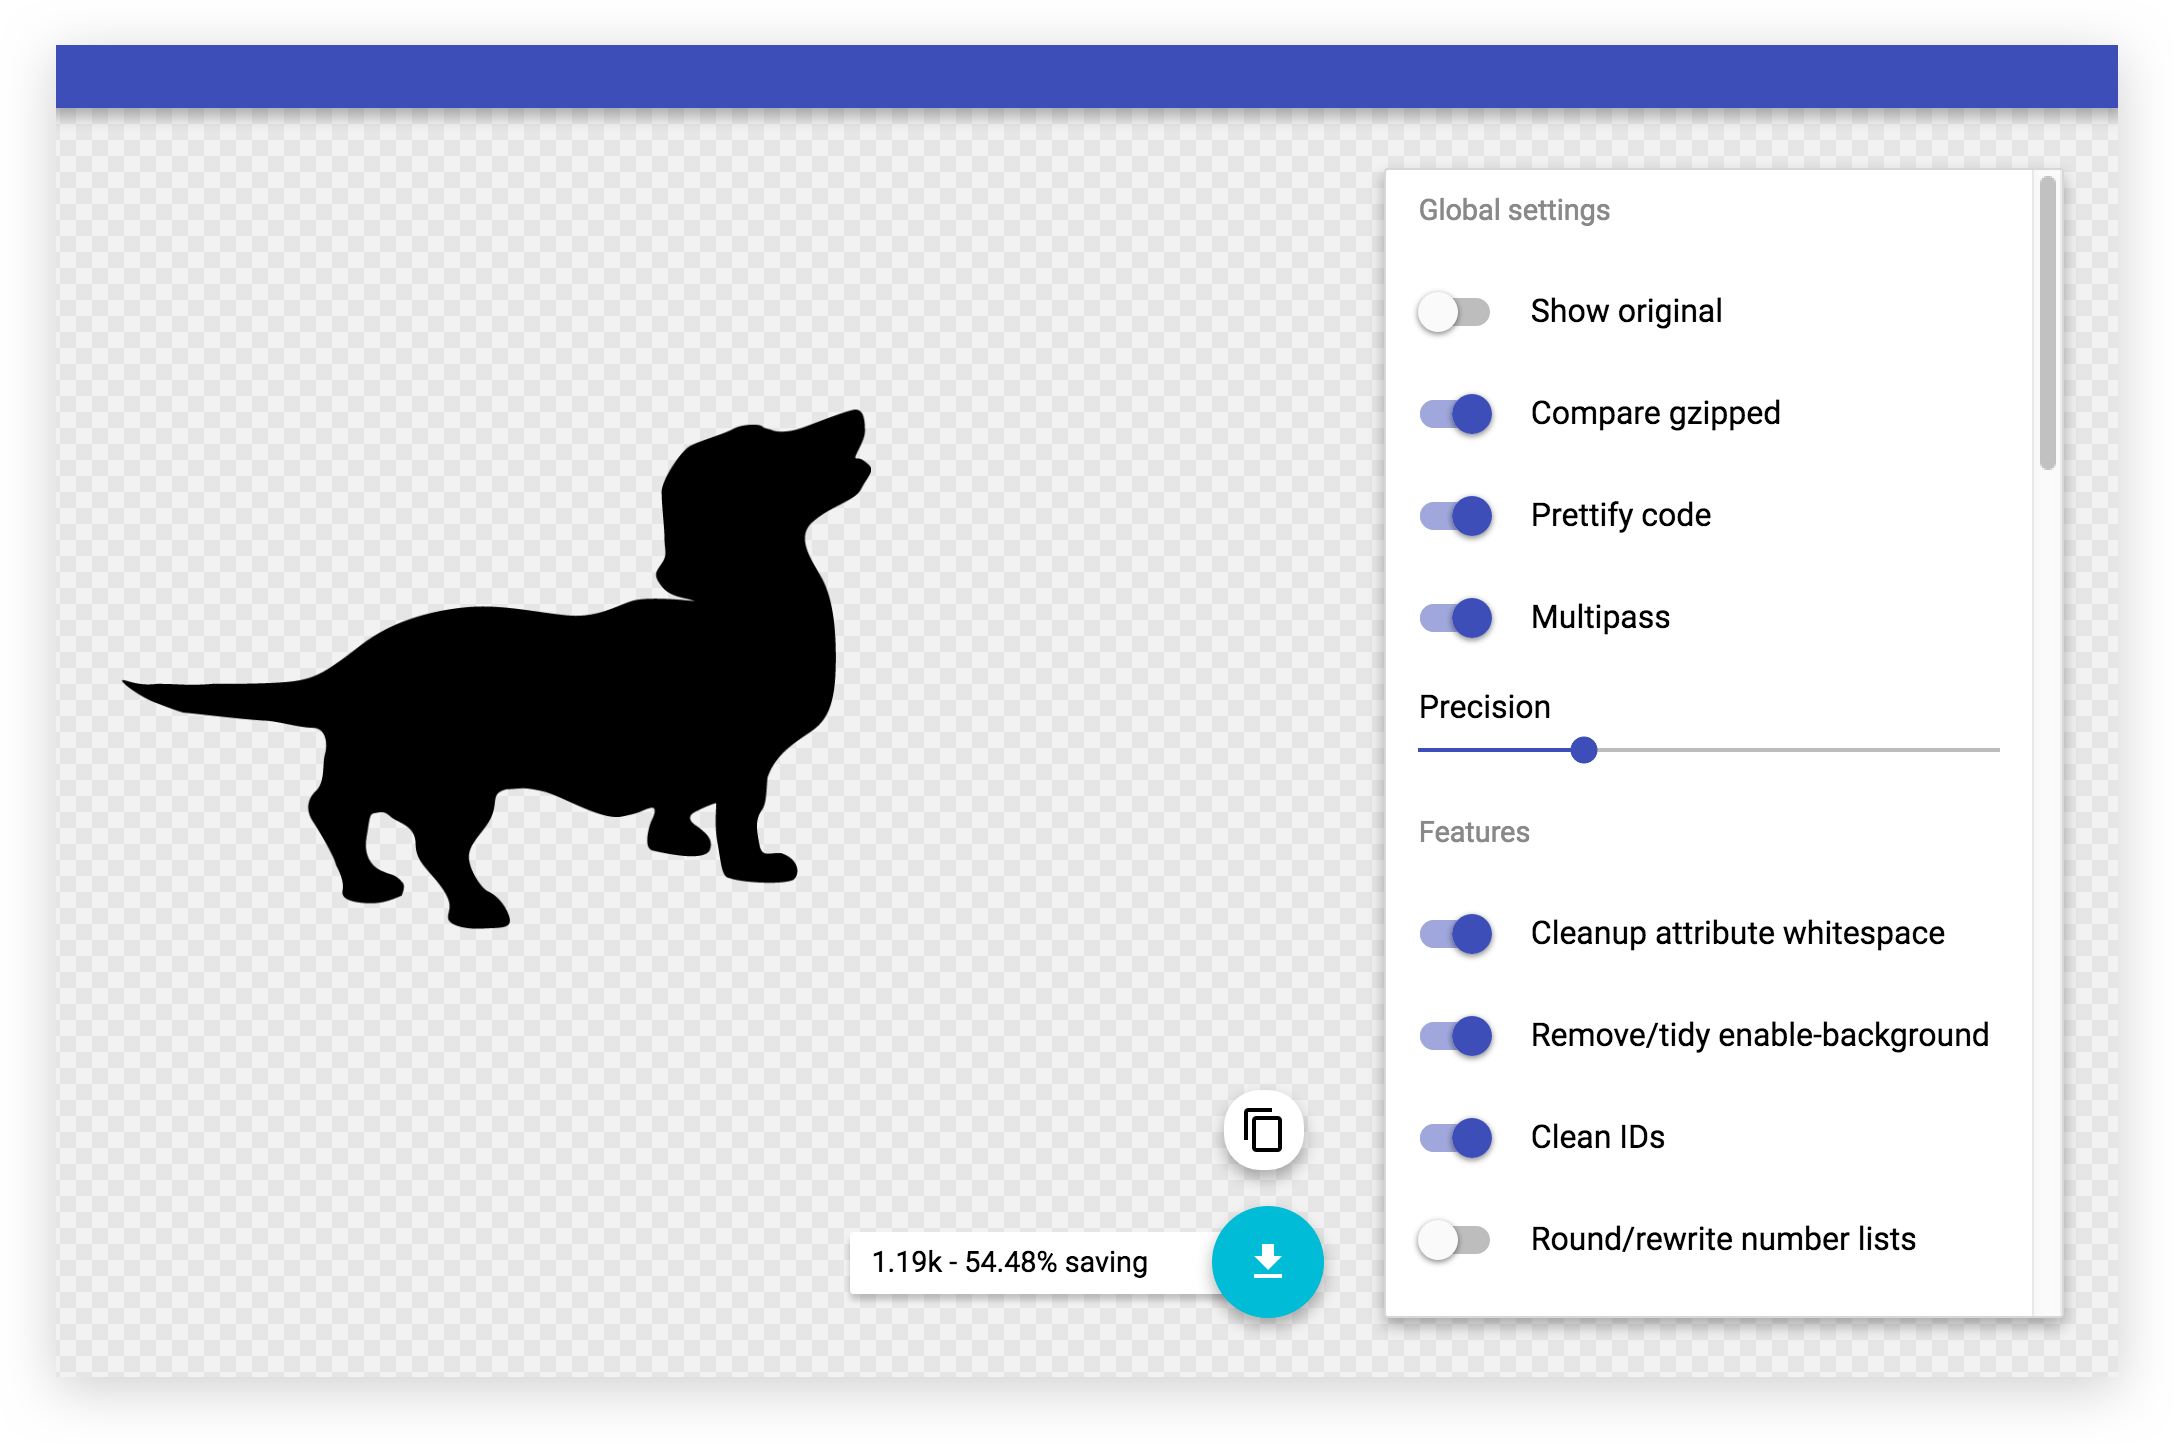 Global settings
Show original
Compare gzipped
Prettify code
Multipass
Precision
Features
Cleanup attribute whitespace
Remove/tidy enable-background
Clean IDs
Round/rewrite number lists
1.19k - 54.48% saving